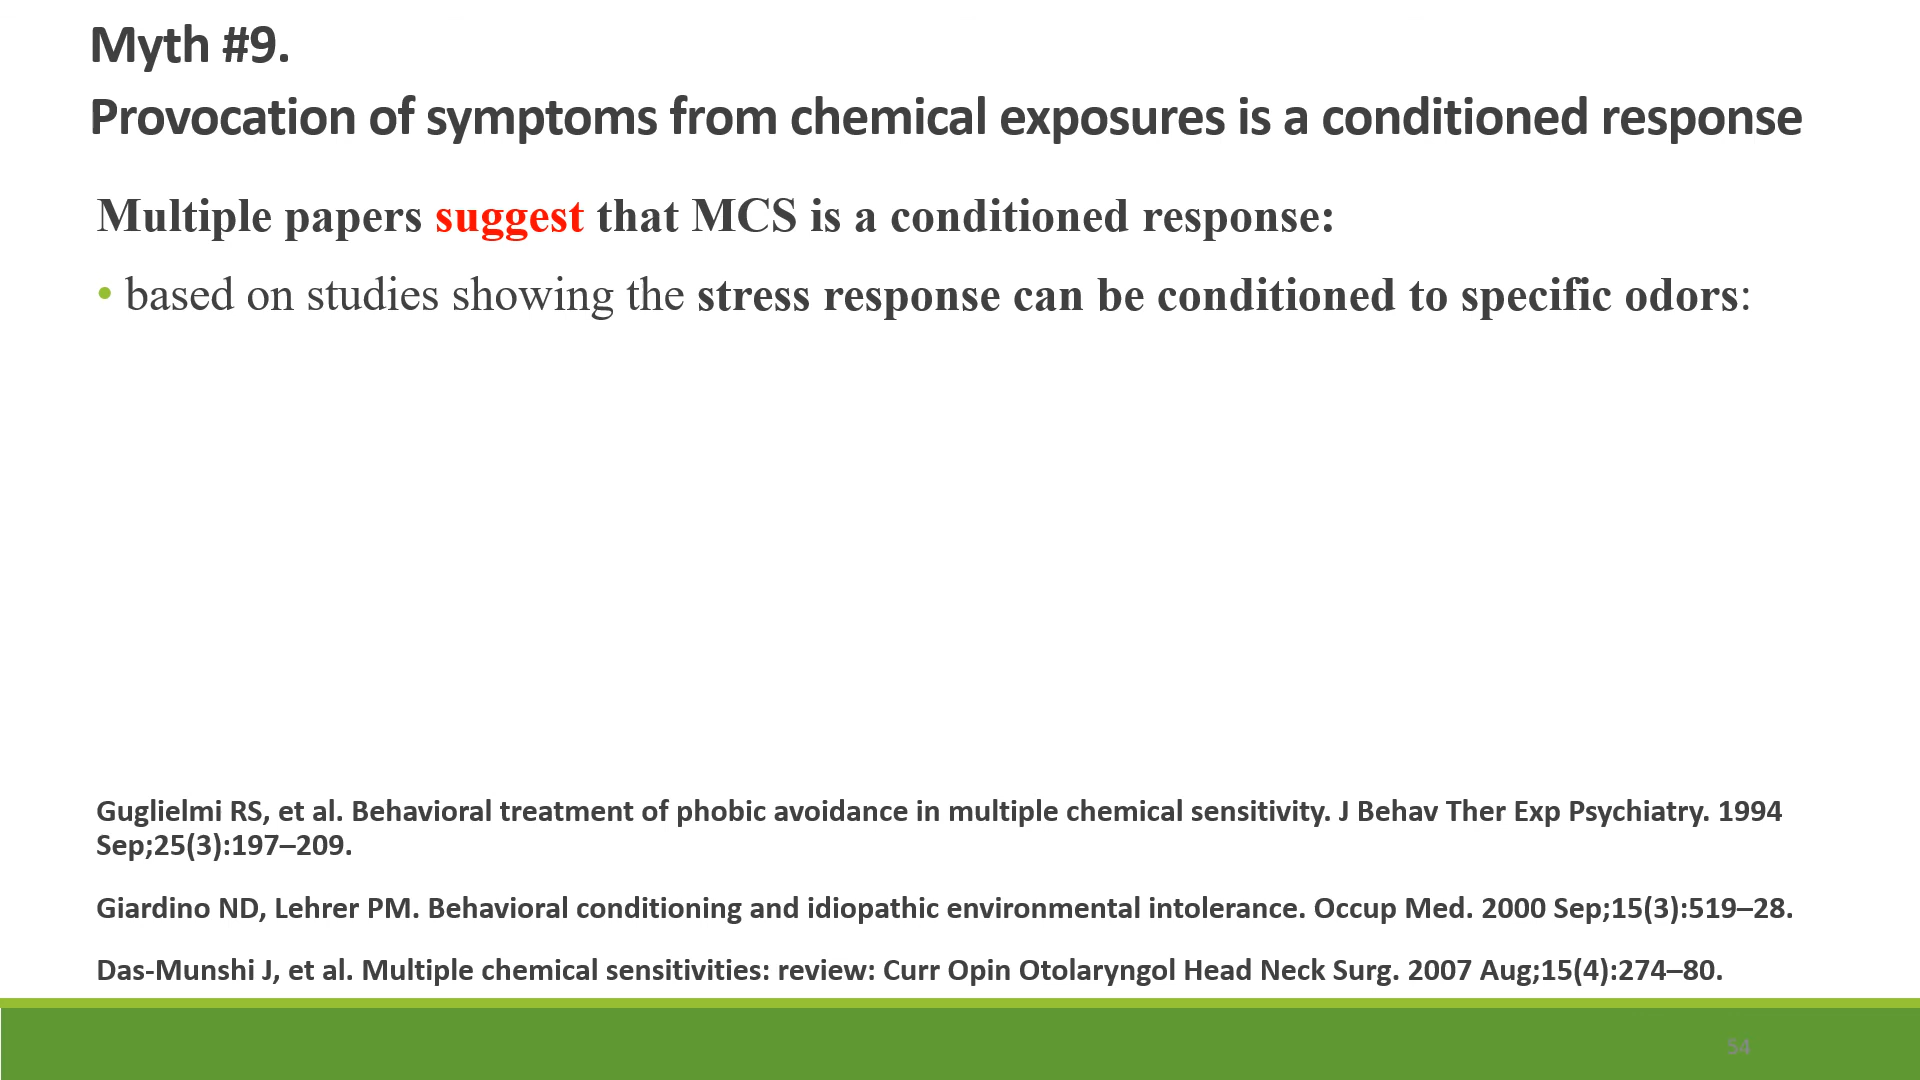 Myth #9.
Provocation of symptoms from chemical exposures is a conditioned response
Multiple papers suggest that MCS is a conditioned response:
• based on studies showing the stress response can be conditioned to specific odors:
Guglielmi RS, et al. Behavioral treatment of phobic avoidance in multiple chemical sensitivity. J Behav Ther Exp Psychiatry. 1994
Sep;25(3):197–209.
Giardino ND, Lehrer PM. Behavioral conditioning and idiopathic environmental intolerance. Occup Med. 2000 Sep;15(3):519–28.
Das-Munshi J, et al. Multiple chemical sensitivities: review: Curr Opin Otolaryngol Head Neck Surg. 2007 Aug;15(4):274–80.
54